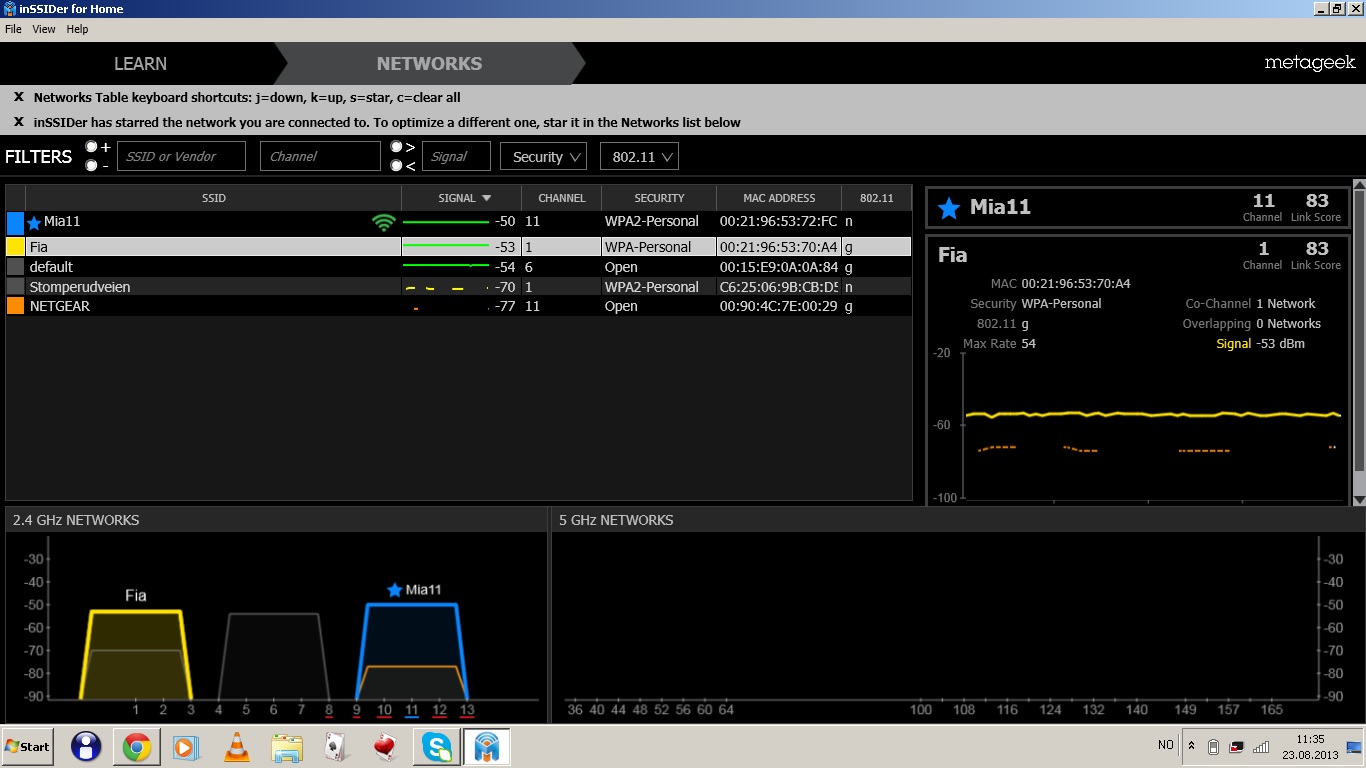 inSSIDer for Home
File View Help
LEARN NETWORKS metageek
X Networks Table keyboard shortcuts: j=down, k=up, s=star, c=clear all
X inSSIDer has starred the network you are connected to. To optimize a different one, star it in the Networks list below
FILTERS + - SSID or Vendor Channel > < Signal Security 802.11
SSID SIGNAL CHANNEL SECURITY MAC ADDRESS 802.11
Mia11 -50 11 WPA2-Personal 00:21:96:53:72:FC n
Fia -53 1 WPA-Personal 00:21:96:53:70:A4 g
default -54 6 Open 00:15:E9:0A:0A:84 g
Stomperudveien -70 1 WPA2-Personal C6:25:06:9B:CB:D n
NETGEAR -77 11 Open 00:90:4C:7E:00:29 g
Mia11 11 83
Channel Link Score
Fia 1 83
Channel Link Score
MAC 00:21:96:53:70:A4
Security WPA-Personal Co-Channel 1 Network
802.11 g Overlapping 0 Networks
Max Rate 54 Signal -53 dBm
-20
-60
-100
2.4 GHz NETWORKS
-30
-40
-50
-60
-70
-80
-90
Fia
Mia11
1 2 3 4 5 6 7 8 9 10 11 12 13
5 GHz NETWORKS
-30
-40
-50
-60
-70
-80
-90
36 40 44 48 52 56 60 64 100 108 116 124 132 140 149 157 165
Start NO 11:35
23.08.2013